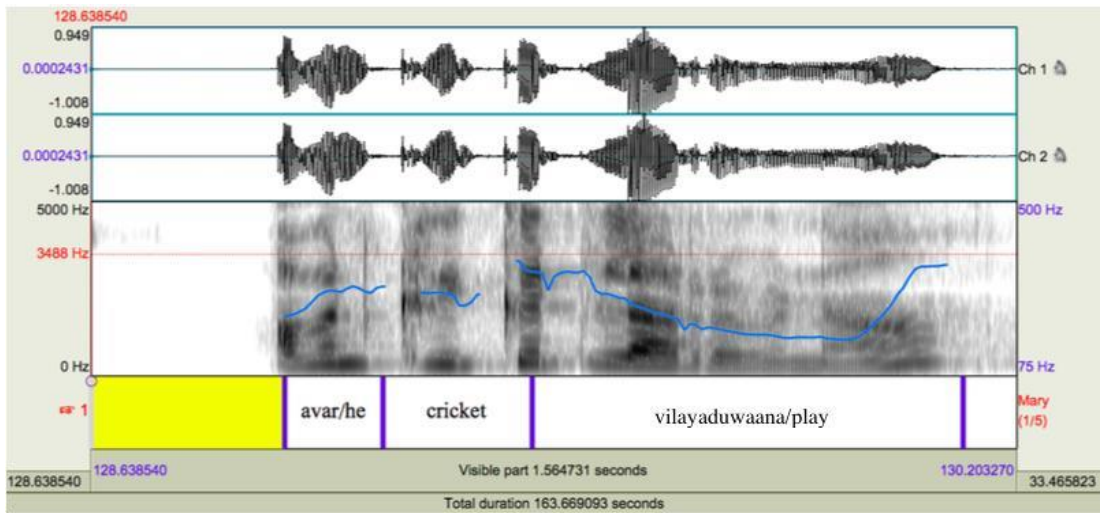 128.638540
0.949
0.0002431
-1.008
Ch 1
0.949
0.0002431
-1.008
Ch 2
5000 Hz
500 Hz
3488 Hz
0 Hz
75 Hz
1
avar/he
cricket
vilayaduwaana/play
Mary
(1/5)
128.638540
Visible part 1.564731 seconds
130.203270
128.638540
33.465823
Total duration 163.669093 seconds